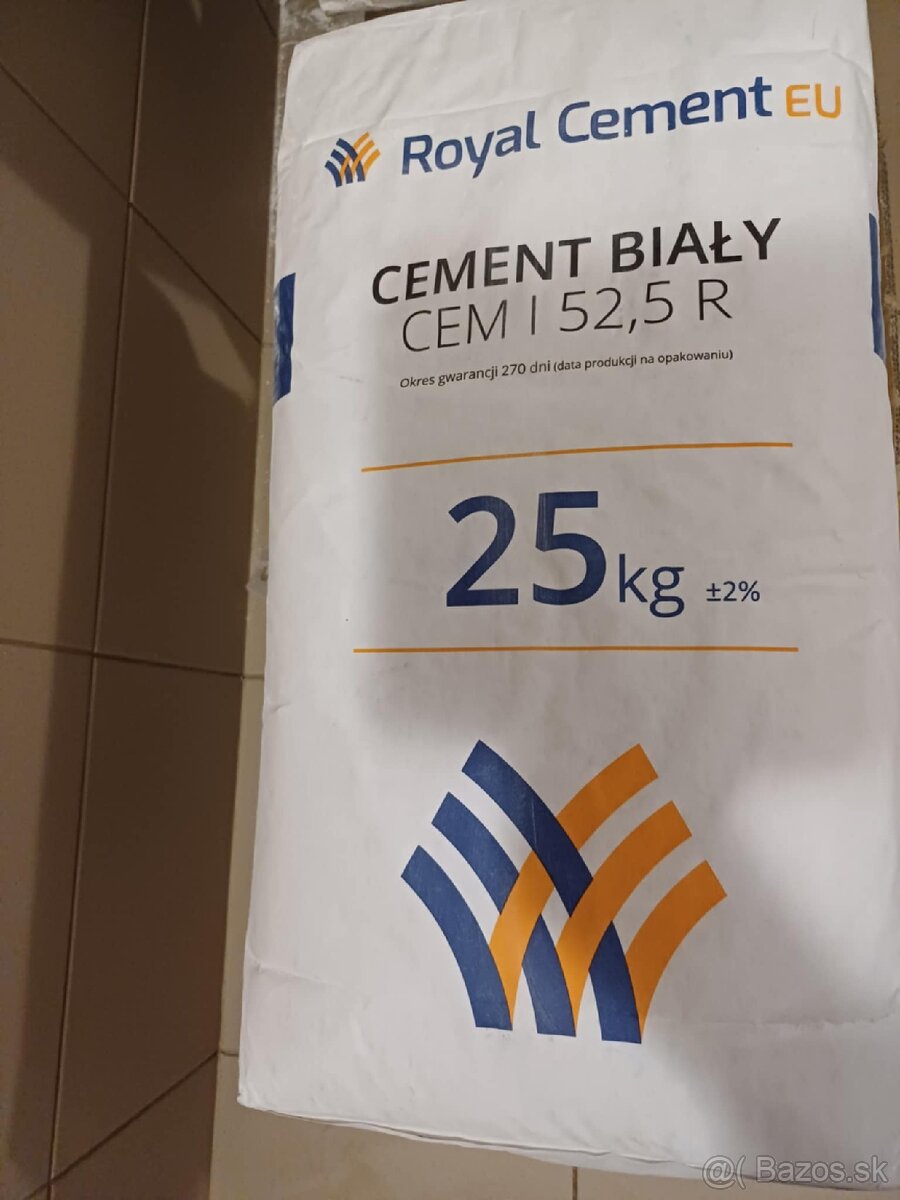 Royal Cement EU
CEMENT BIAŁY
CEM I 52,5 R
Okres gwarancji 270 dni (data produkcji na opakowaniu)
25 kg ±2%
@( Bazos.sk